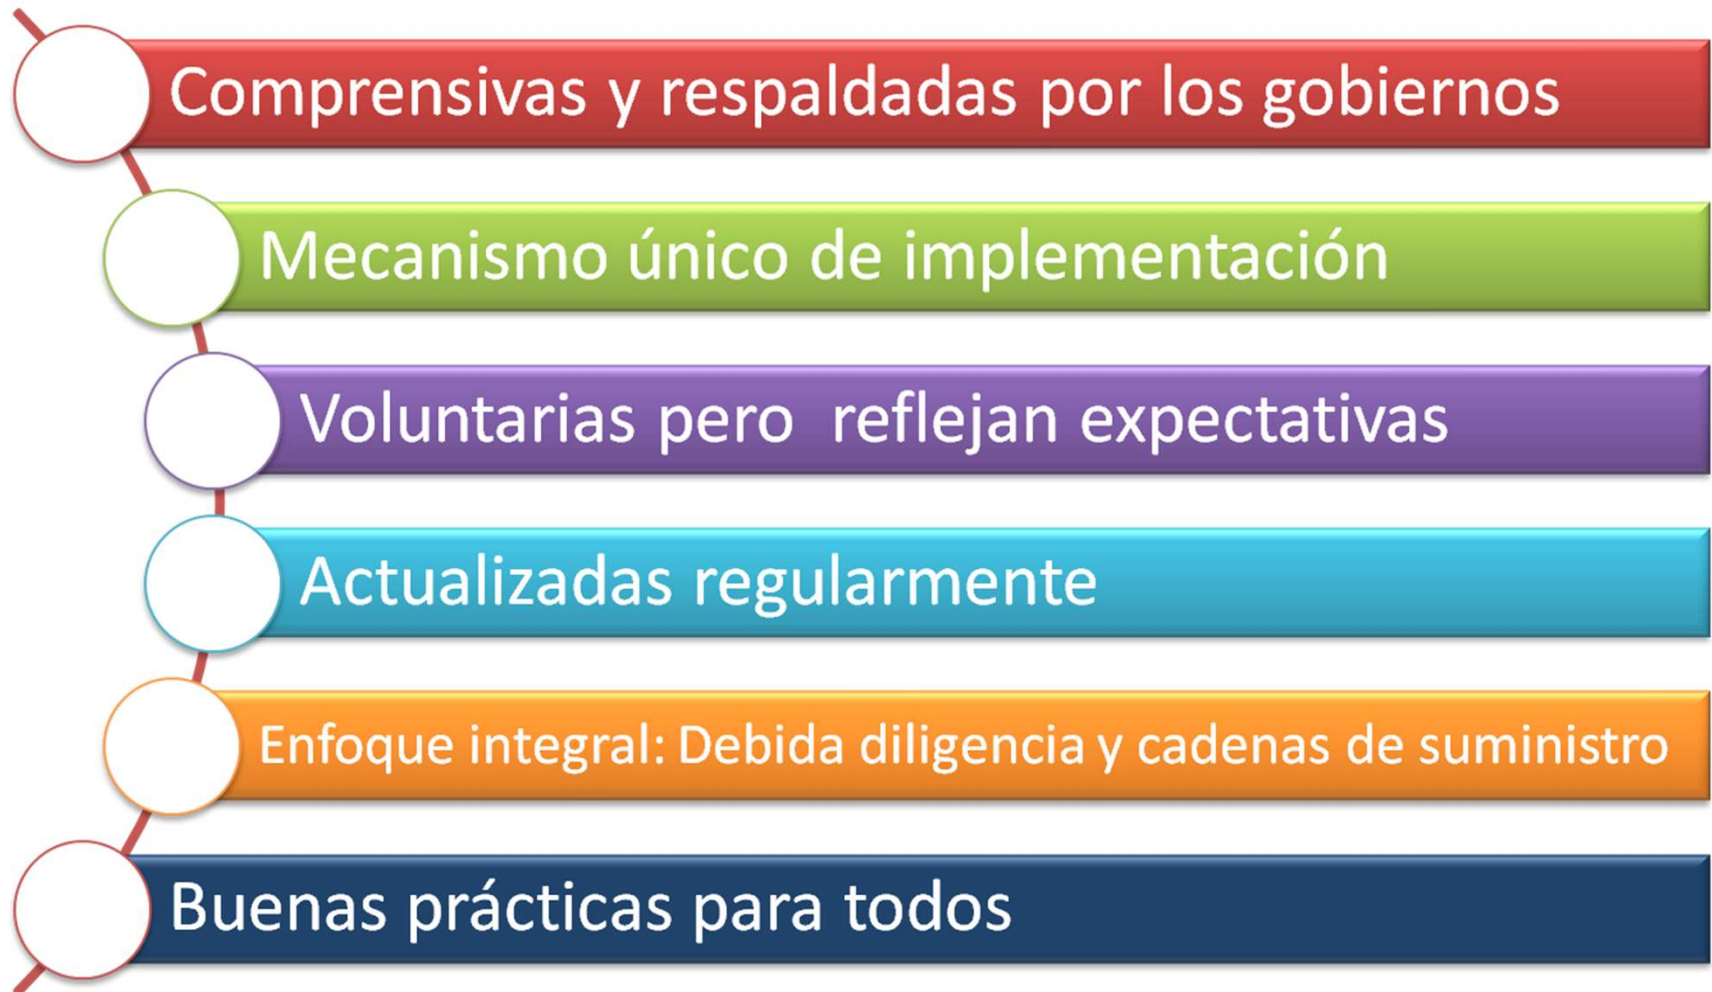 Comprensivas y respaldadas por los gobiernos
Mecanismo único de implementación
Voluntarias pero  reflejan expectativas
Actualizadas regularmente
Enfoque integral: Debida diligencia y cadenas de suministro
Buenas prácticas para todos